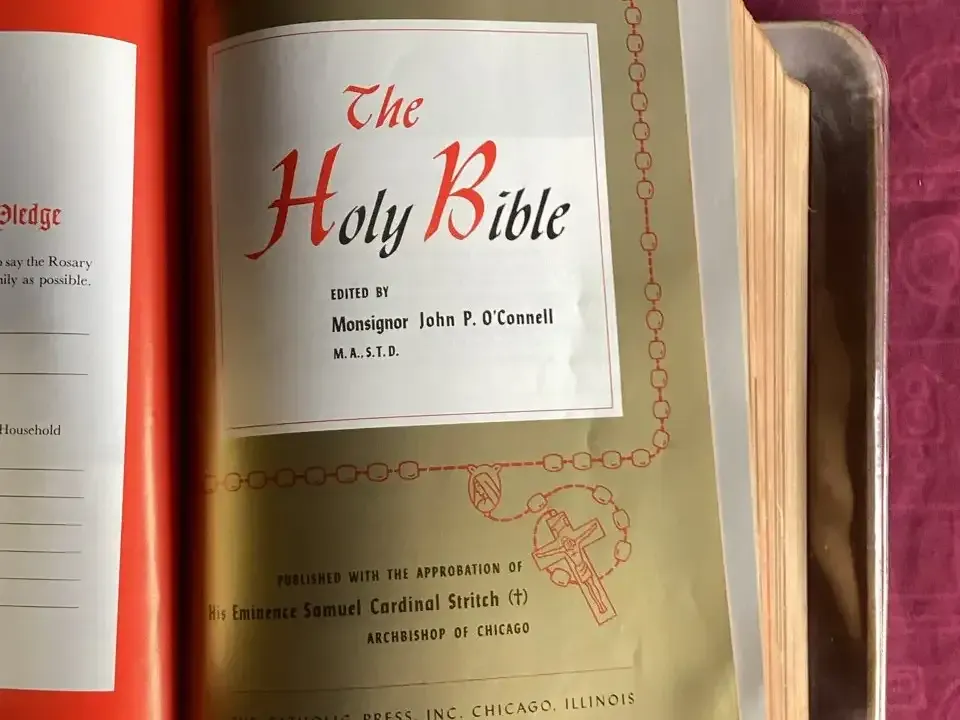 Pledge
say the Rosary
as possible.
Household
The
Holy Bible
EDITED BY
Monsignor John P. O'Connell
M. A., S. T. D.
PUBLISHED WITH THE APPROBATION OF
His Eminence Samuel Cardinal Stritch (†)
ARCHBISHOP OF CHICAGO
CATHOLIC PRESS, INC. CHICAGO, ILLINOIS